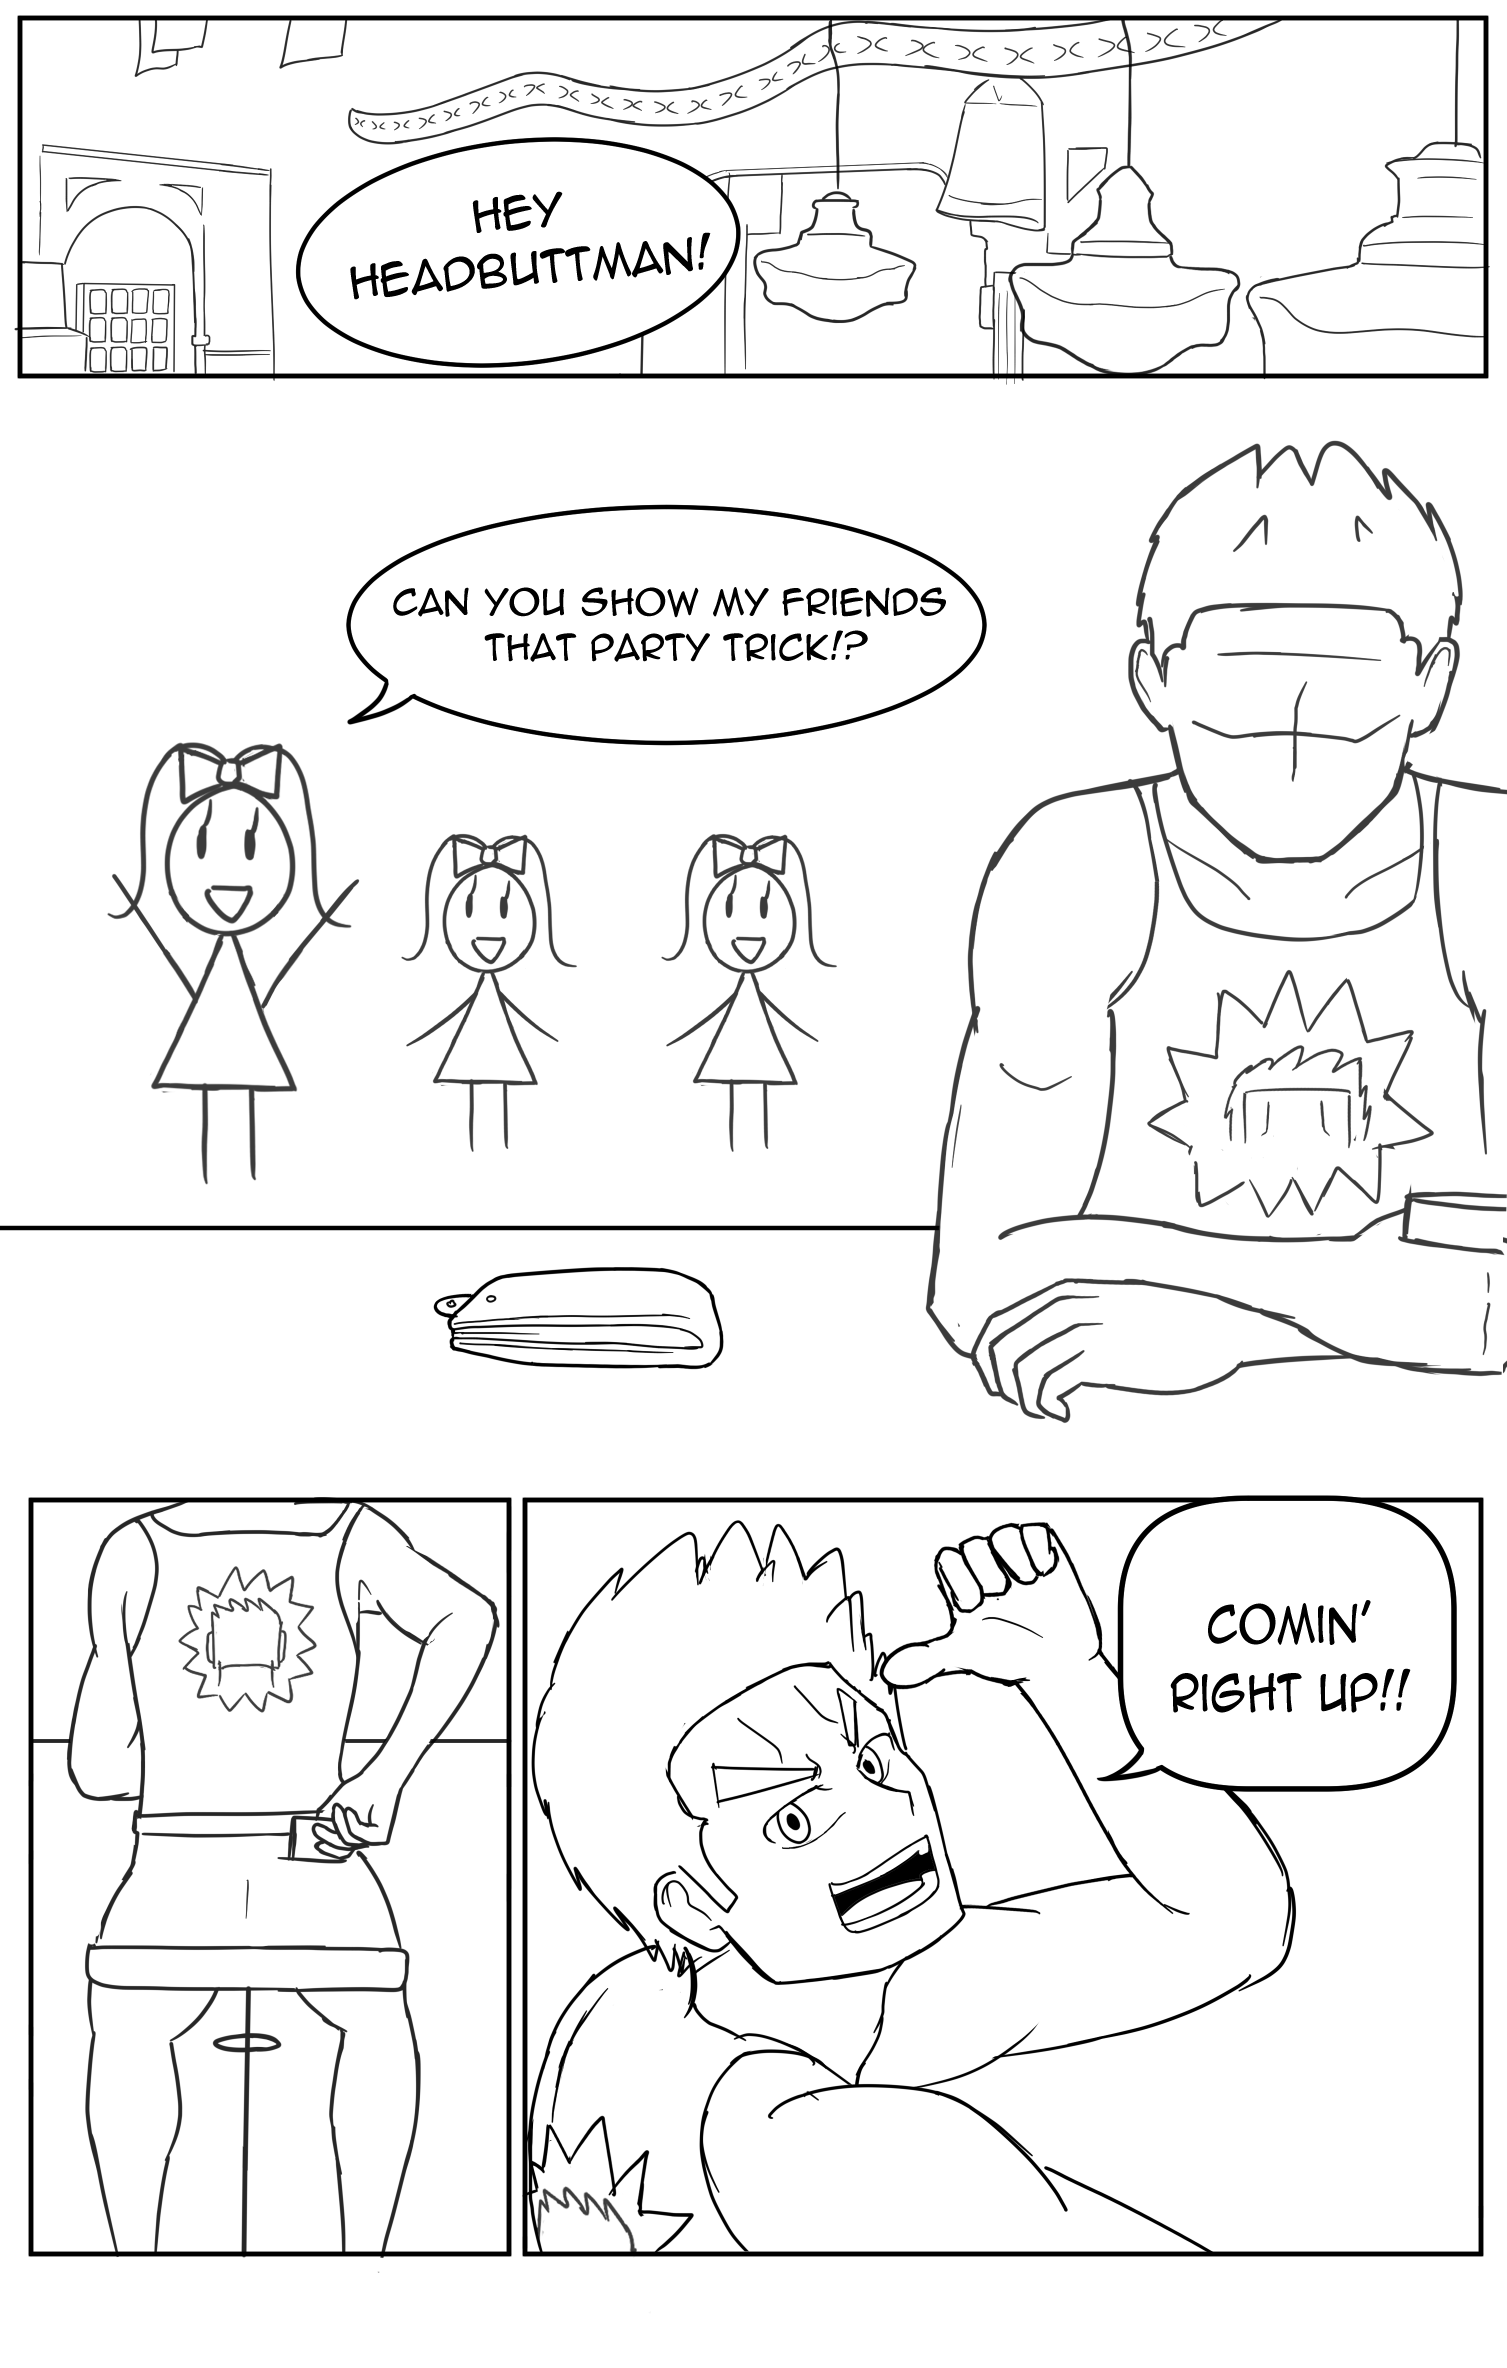 HEY
HEADBUTTMAN!
CAN YOU SHOW MY FRIENDS
THAT PARTY TRICK!?
COMIN'
RIGHT UP!!